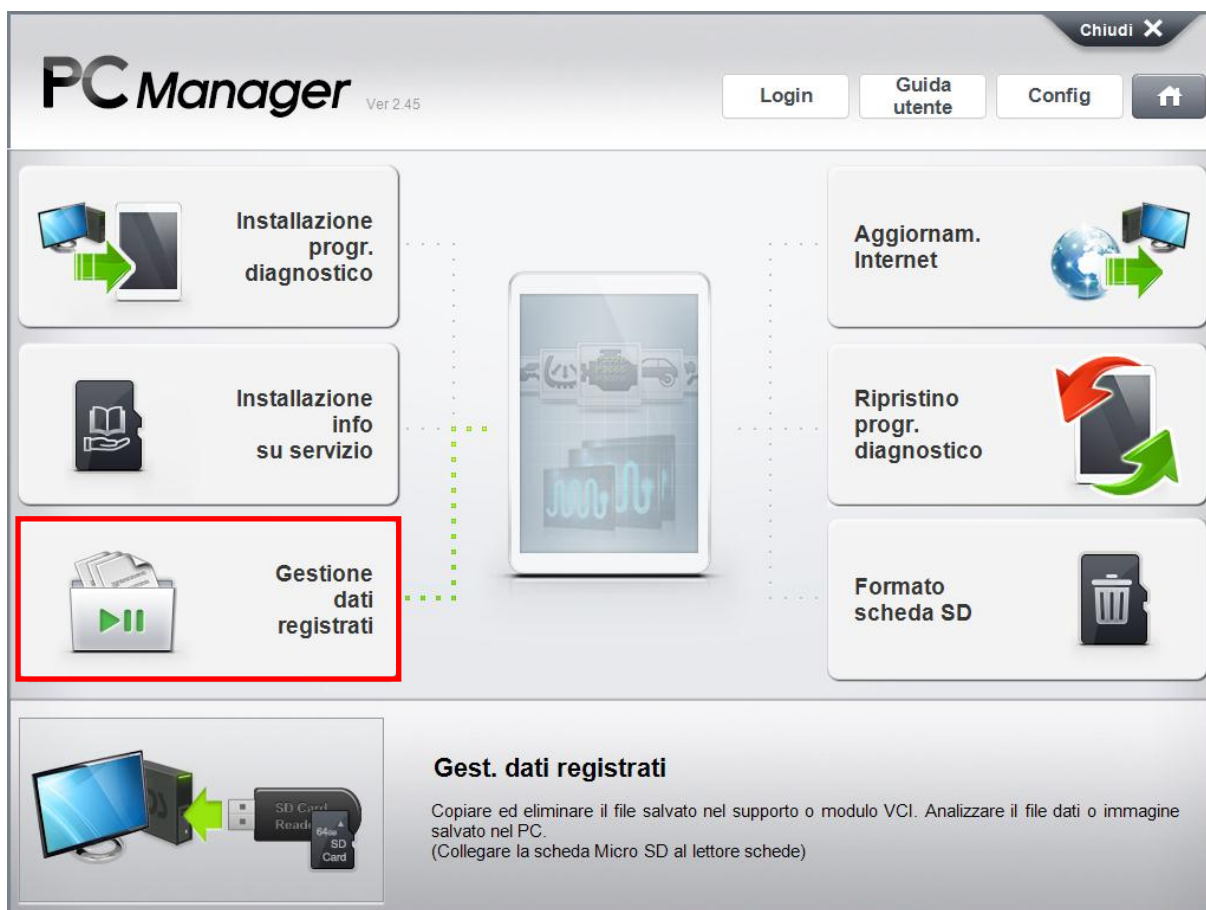 Chiudi X
PC Manager Ver 2.45
Login
Guida
utente
Config
Installazione
progr.
diagnostico
Aggiornam.
Internet
Installazione
info
su servizio
Ripristino
progr.
diagnostico
Gestione
dati
registrati
Formato
scheda SD
SD Card
64GB
SD
Card
Gest. dati registrati
Copiare ed eliminare il file salvato nel supporto o modulo VCI. Analizzare il file dati o immagine
salvato nel PC.
(Collegare la scheda Micro SD al lettore schede)